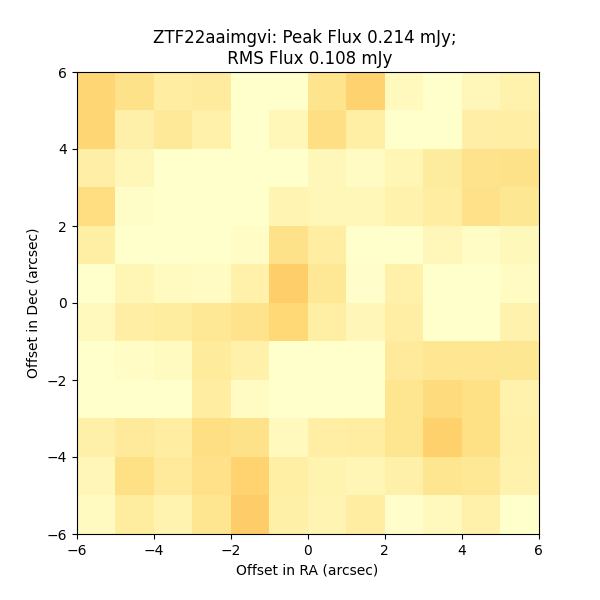 ZTF22aaimgvi: Peak Flux 0.214 mJy;
RMS Flux 0.108 mJy
6
4
2
0
−2
−4
−6
Offset in Dec (arcsec)
−6 −4 −2 0 2 4 6
Offset in RA (arcsec)